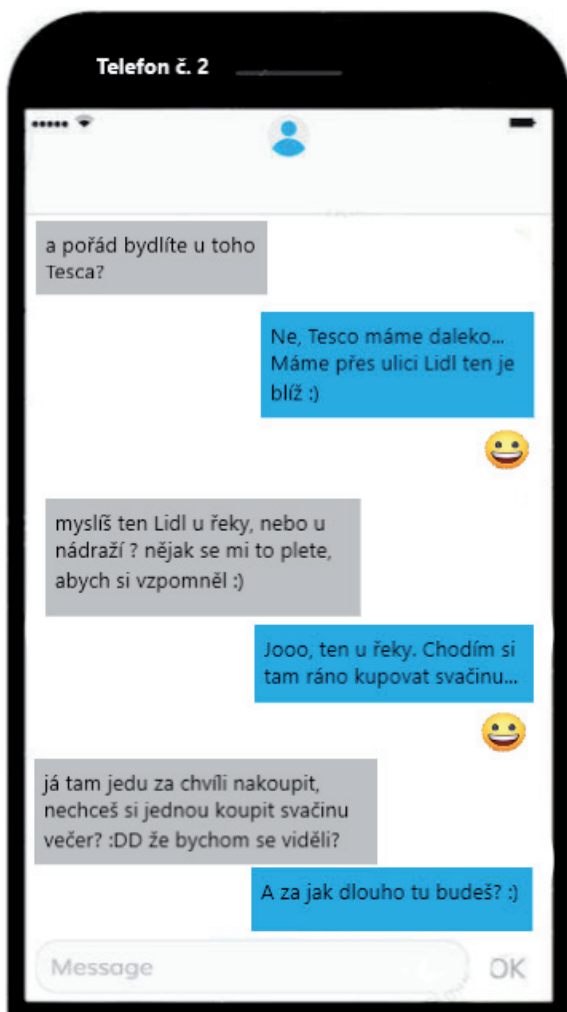 Telefon č. 2
a pořád bydlíte u toho
Tesca?
Ne, Tesco máme daleko...
Máme přes ulici Lidl ten je
blíž :)
myslíš ten Lidl u řeky, nebo u
nádraží ? nějak se mi to plete,
abych si vzpomněl :)
Jooo, ten u řeky. Chodím si
tam ráno kupovat svačinu...
já tam jedu za chvíli nakoupit,
nechceš si jednou koupit svačinu
večer? :DD že bychom se viděli?
A za jak dlouho tu budeš? :)
Message
OK